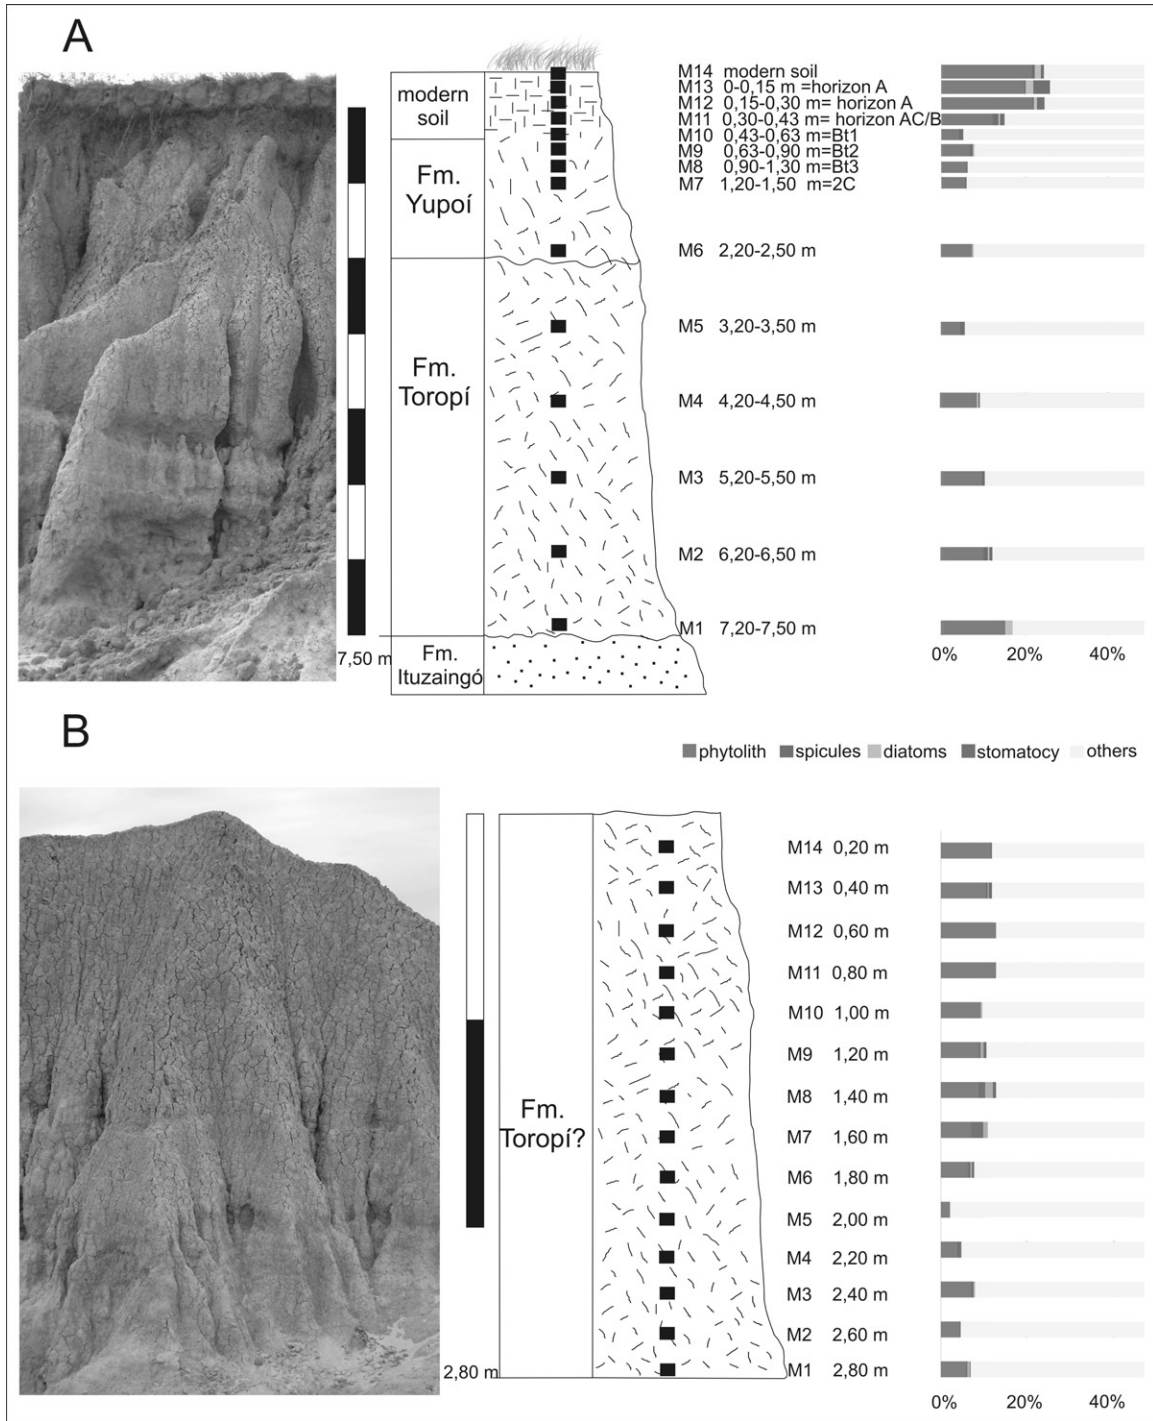 A
modern
soil
Fm.
Yupoí
Fm.
Toropí
Fm.
Ituzaingó
7,50 m
M14 modern soil
M13 0-0,15 m =horizon A
M12 0,15-0,30 m= horizon A
M11 0,30-0,43 m= horizon AC/B
M10 0,43-0,63 m=Bt1
M9 0,63-0,90 m=Bt2
M8 0,90-1,30 m=Bt3
M7 1,20-1,50 m=2C
M6 2,20-2,50 m
M5 3,20-3,50 m
M4 4,20-4,50 m
M3 5,20-5,50 m
M2 6,20-6,50 m
M1 7,20-7,50 m
0% 20% 40%
B
phytolith spicules diatoms stomatocy others
Fm.
Toropí?
2,80 m
M14 0,20 m
M13 0,40 m
M12 0,60 m
M11 0,80 m
M10 1,00 m
M9 1,20 m
M8 1,40 m
M7 1,60 m
M6 1,80 m
M5 2,00 m
M4 2,20 m
M3 2,40 m
M2 2,60 m
M1 2,80 m
0% 20% 40%